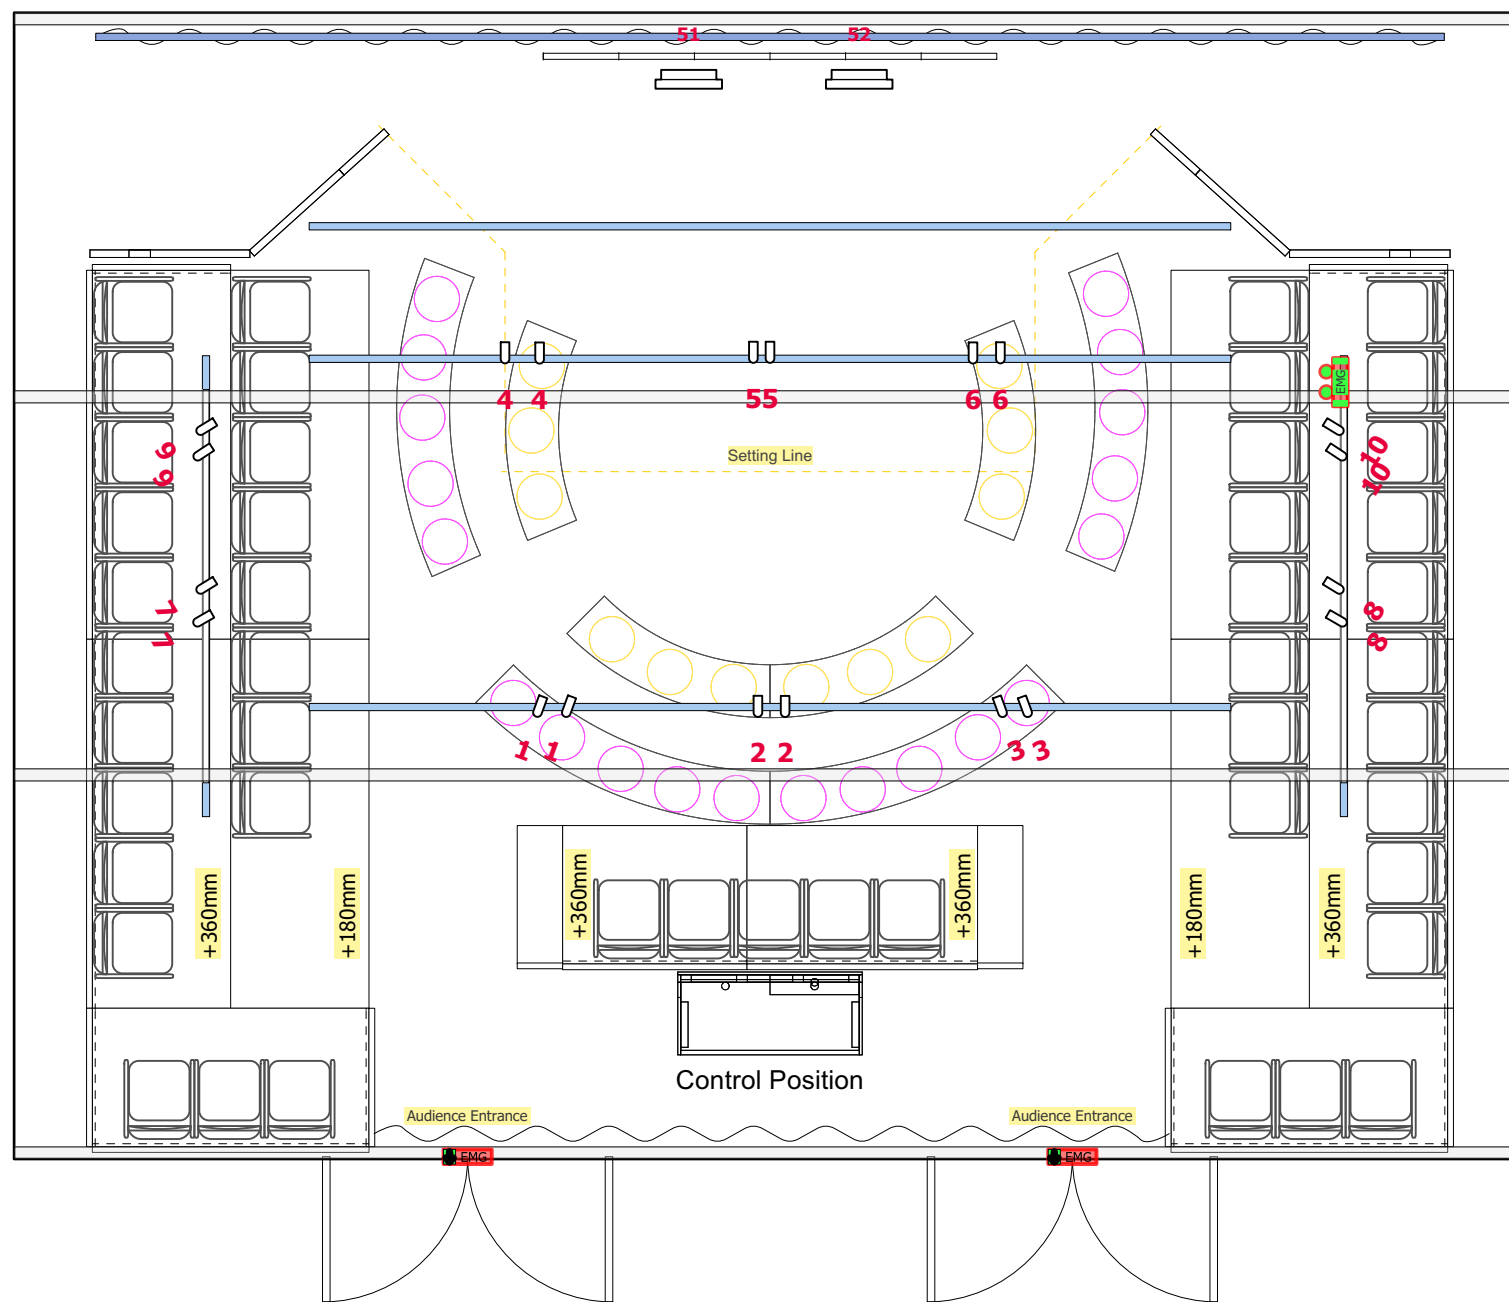 51 52
EMG
4 4 55 6 6
9
9
10
10
Setting Line
7
7
8
8
1 1 2 2 3 3
+360mm
+180mm
+360mm
+360mm
+180mm
+360mm
Control Position
Audience Entrance
Audience Entrance
EMG
EMG